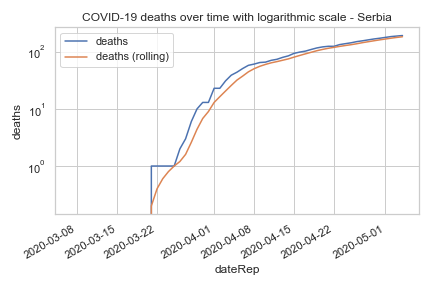 COVID-19 deaths over time with logarithmic scale - Serbia
deaths
deaths (rolling)
10²
10¹
10⁰
deaths
2020-03-08
2020-03-15
2020-03-22
2020-04-01
2020-04-08
2020-04-15
2020-04-22
2020-05-01
dateRep